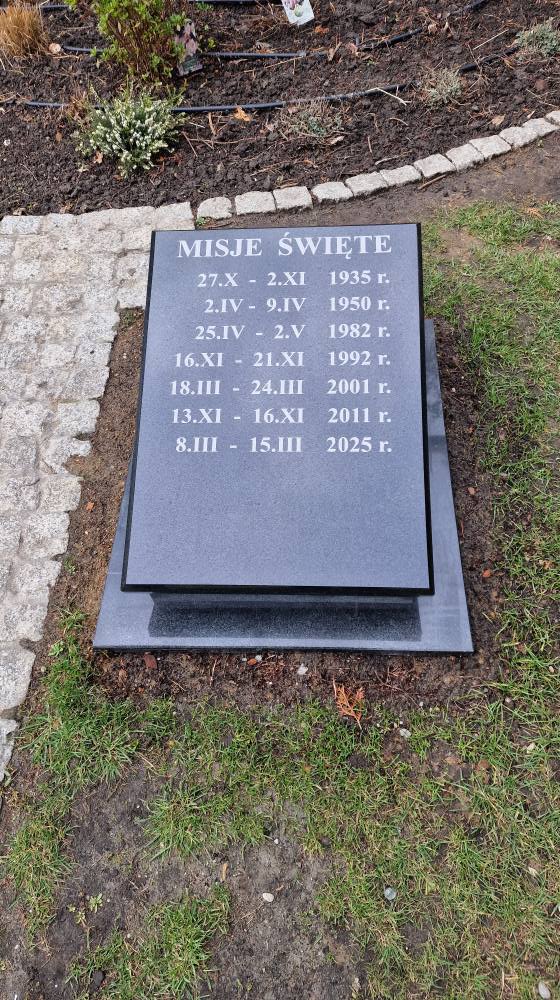 MISJE ŚWIĘTE
27.X - 2.XI 1935 r.
2.IV - 9.IV 1950 r.
25.IV - 2.V 1982 r.
16.XI - 21.XI 1992 r.
18.III - 24.III 2001 r.
13.XI - 16.XI 2011 r.
8.III - 15.III 2025 r.